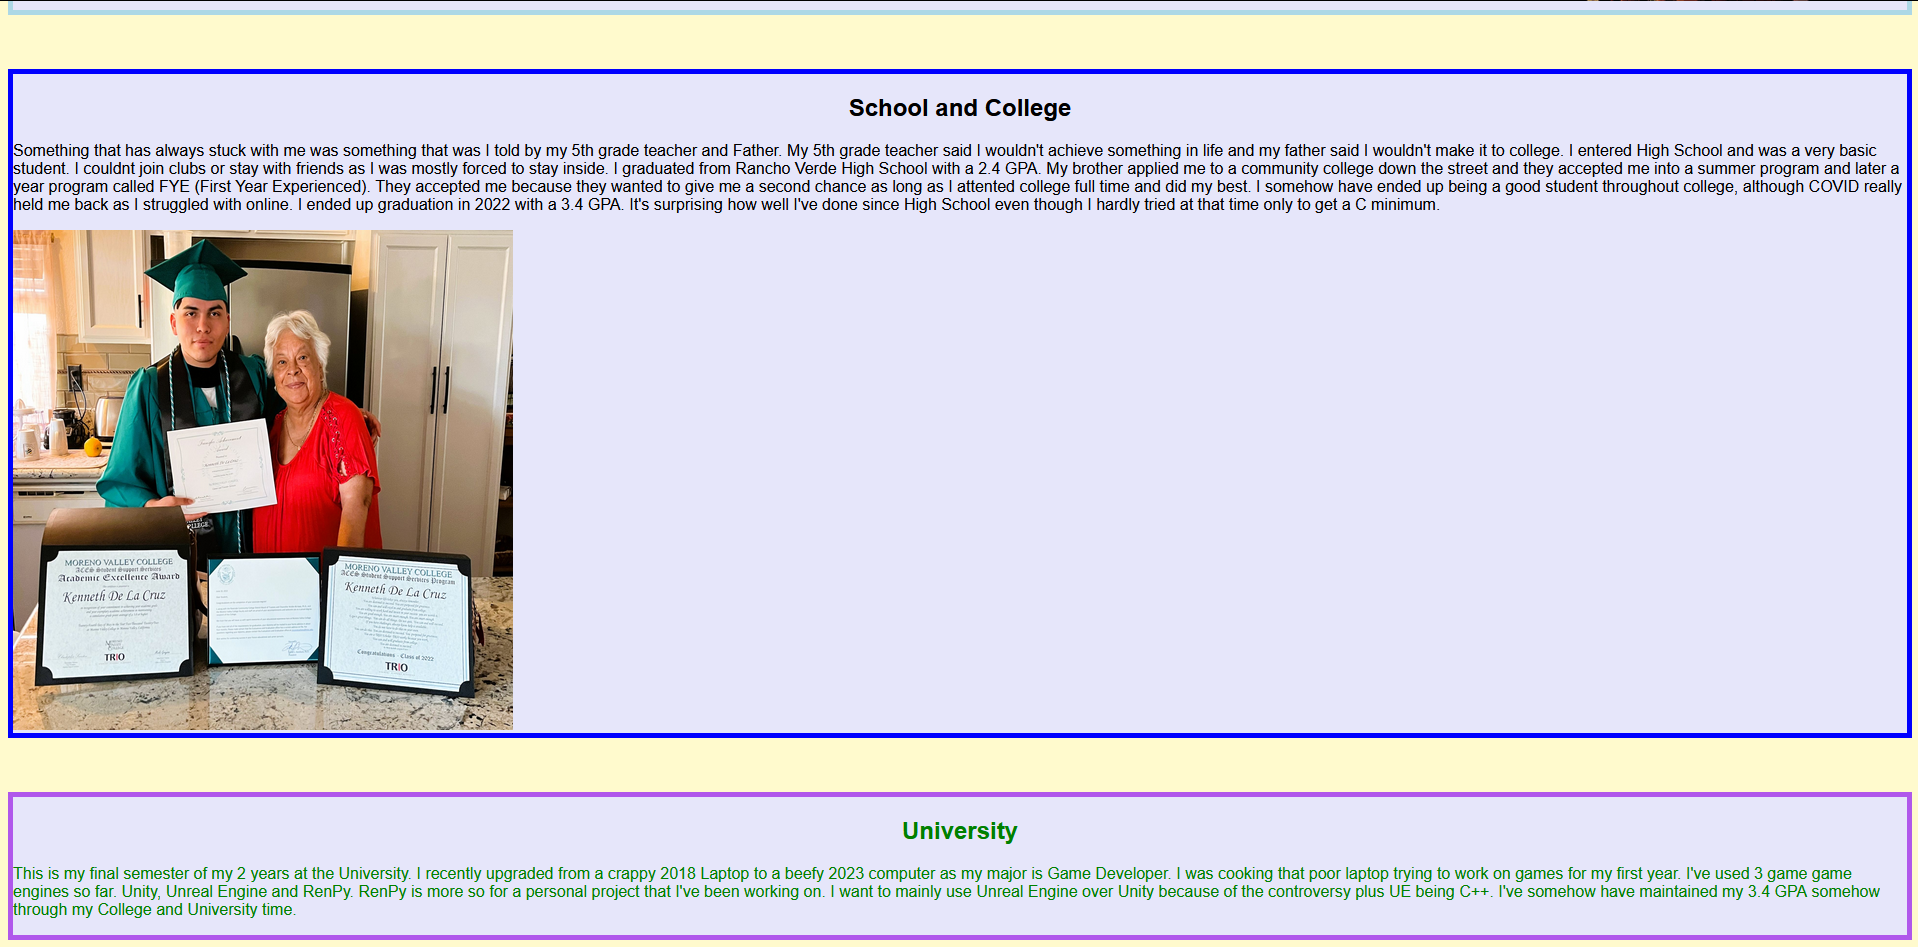 School and College
Something that has always stuck with me was something that was I told by my 5th grade teacher and Father. My 5th grade teacher said I wouldn't achieve something in life and my father said I wouldn't make it to college. I entered High School and was a very basic
student. I couldnt join clubs or stay with friends as I was mostly forced to stay inside. I graduated from Rancho Verde High School with a 2.4 GPA. My brother applied me to a community college down the street and they accepted me into a summer program and later a
year program called FYE (First Year Experienced). They accepted me because they wanted to give me a second chance as long as I attented college full time and did my best. I somehow have ended up being a good student throughout college, although COVID really
held me back as I struggled with online. I ended up graduation in 2022 with a 3.4 GPA. It's surprising how well I've done since High School even though I hardly tried at that time only to get a C minimum.
MORENO VALLEY COLLEGE
ACES Student Support Services
Academic Excellence Award
Kenneth De La Cruz
TRIO
MORENO VALLEY COLLEGE
ACES Student Support Services Program
Kenneth De La Cruz
Congratulations - Class of 2022
TRIO
University
This is my final semester of my 2 years at the University. I recently upgraded from a crappy 2018 Laptop to a beefy 2023 computer as my major is Game Developer. I was cooking that poor laptop trying to work on games for my first year. I've used 3 game game
engines so far. Unity, Unreal Engine and RenPy. RenPy is more so for a personal project that I've been working on. I want to mainly use Unreal Engine over Unity because of the controversy plus UE being C++. I've somehow have maintained my 3.4 GPA somehow
through my College and University time.